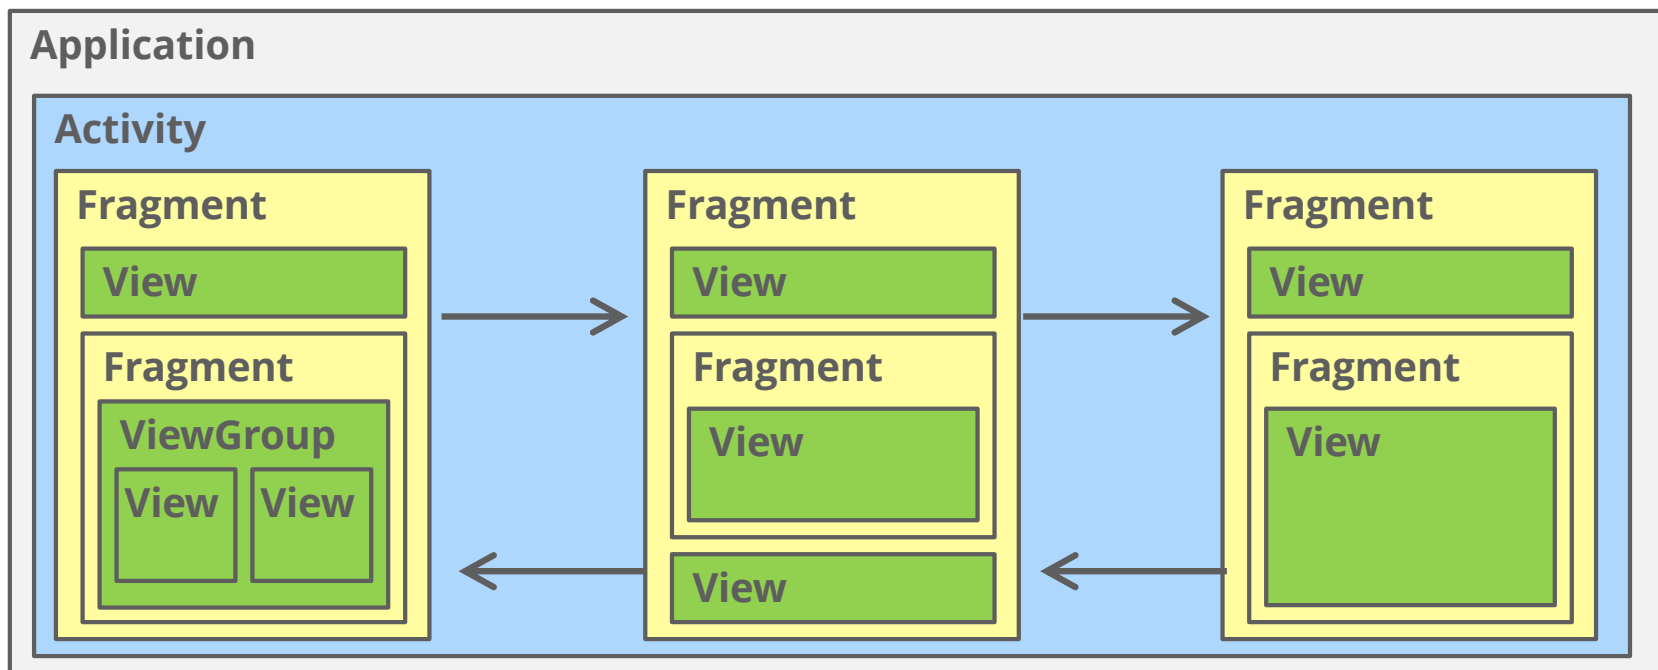 Application
Activity
Fragment
View
Fragment
ViewGroup
View View
Fragment
View
Fragment
View
View
Fragment
View
Fragment
View